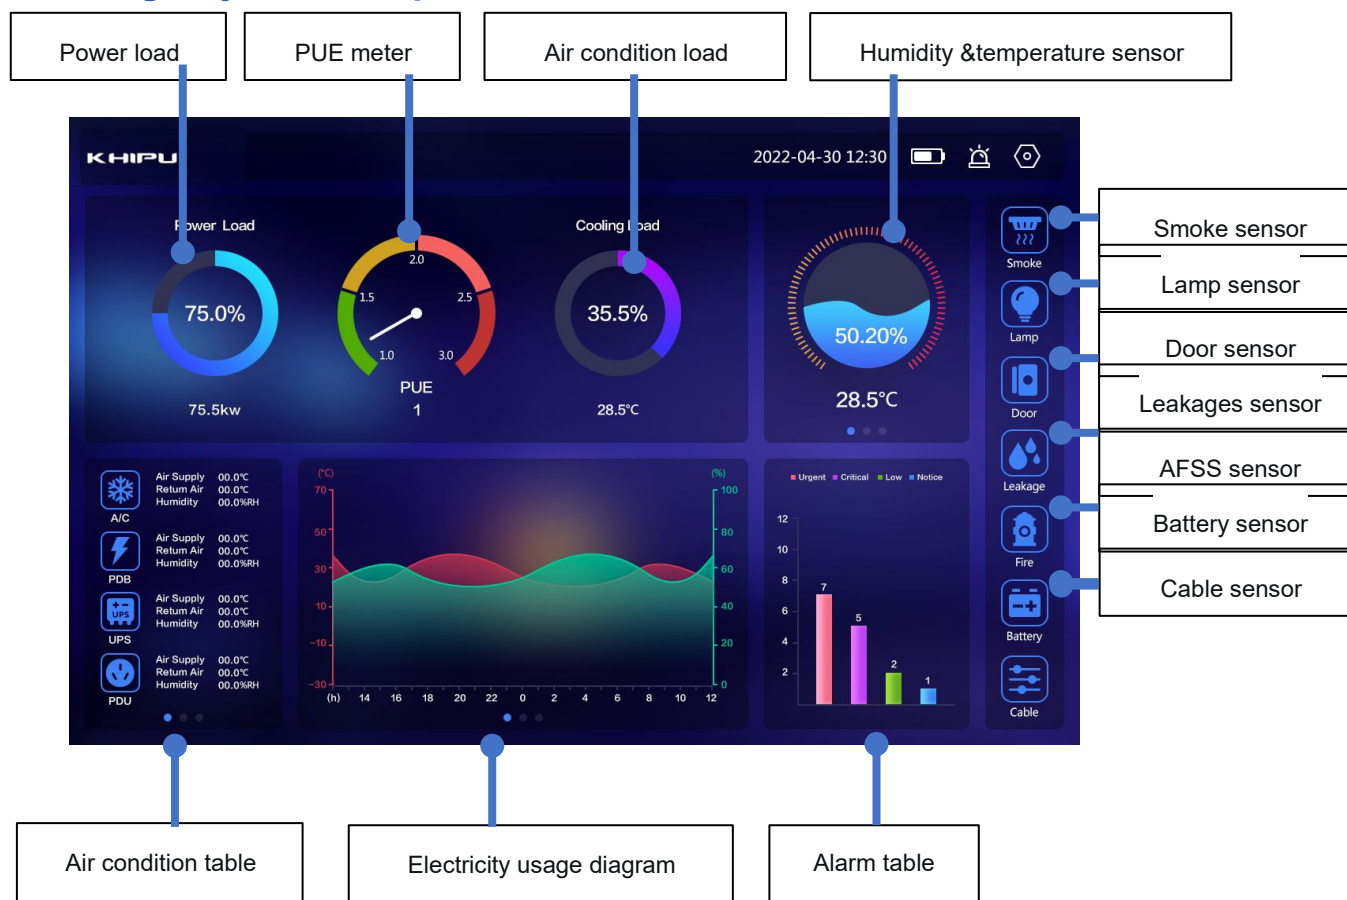 Power load
PUE meter
Air condition load
Humidity &temperature sensor
KHIPU
2022-04-30 12:30
Power Load
75.0%
75.5kw
2.0
1.5
2.5
1.0
3.0
PUE
1
Cooling Load
35.5%
28.5°C
50.20%
28.5°C
Smoke
Lamp
Door
Leakage
Fire
Battery
Cable
Smoke sensor
Lamp sensor
Door sensor
Leakages sensor
AFSS sensor
Battery sensor
Cable sensor
A/C
Air Supply 00.0°C
Retum Air 00.0°C
Humidity 00.0%RH
PDB
Air Supply 00.0°C
Retum Air 00.0°C
Humidity 00.0%RH
UPS
UPS
Air Supply 00.0°C
Retum Air 00.0°C
Humidity 00.0%RH
PDU
Air Supply 00.0°C
Retum Air 00.0°C
Humidity 00.0%RH
(°C)
70
50
30
10
-10
-30
(%)
100
80
60
40
20
0
(h) 14 16 18 20 22 0 2 4 6 8 10 12
Urgent Critical Low Notice
12
10
8
6
4
2
7
5
2
1
Air condition table
Electricity usage diagram
Alarm table